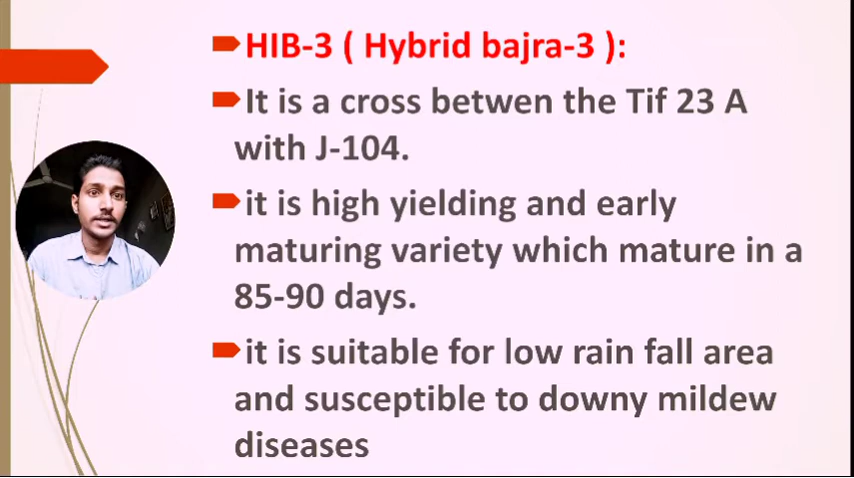 HIB-3 ( Hybrid bajra-3 ):
It is a cross betwen the Tif 23 A
with J-104.
it is high yielding and early
maturing variety which mature in a
85-90 days.
it is suitable for low rain fall area
and susceptible to downy mildew
diseases